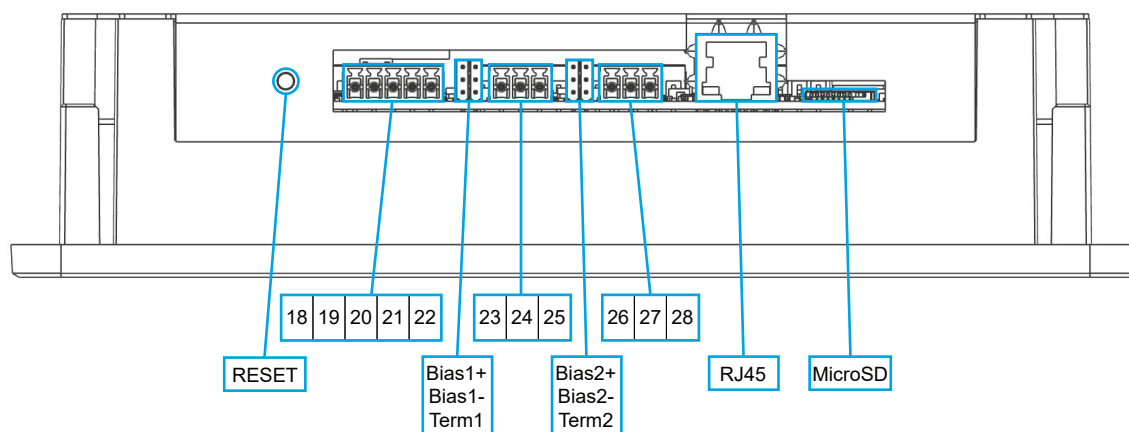 18 19 20 21 22
23 24 25
26 27 28
RESET
Bias1+
Bias1-
Term1
Bias2+
Bias2-
Term2
RJ45
MicroSD